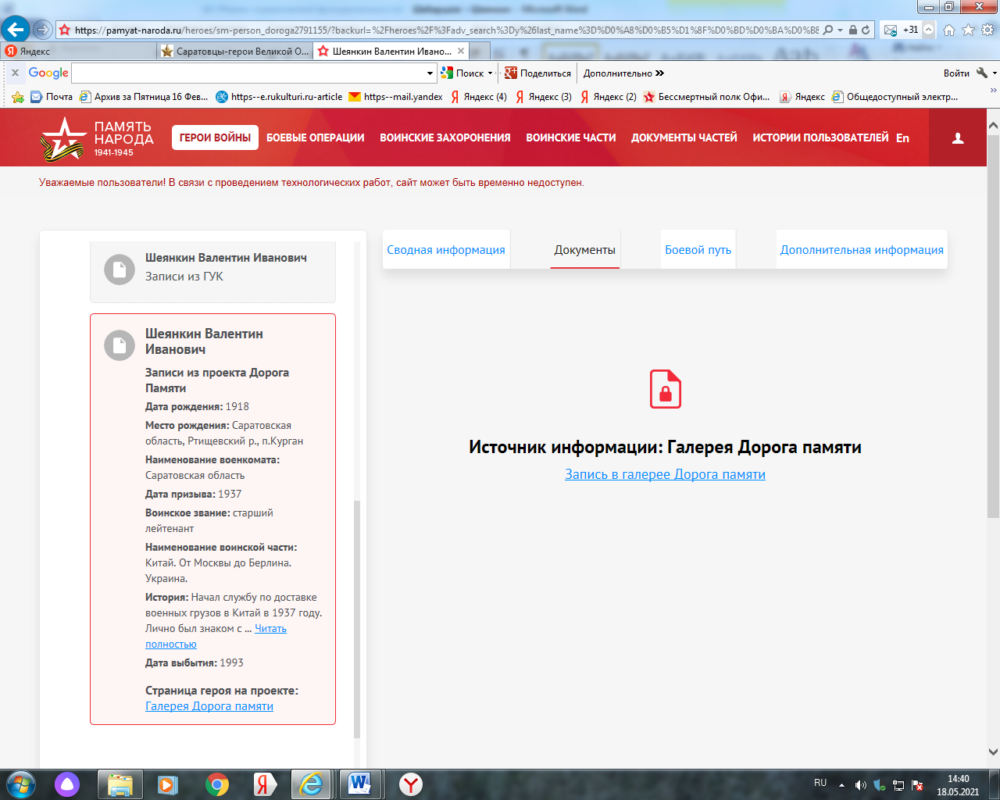 https://pamyat-naroda.ru/heroes/sm-person_doroga2791155/?backurl=%2Fheroes%2F%3Fadv_search%3Dy%26last_name%3D%D0%A8%D0%B5%D1%8F%D0%BD%D0%BA%D0%B8
+31
Яндекс
Саратовцы-герои Великой О...
Шеянкин Валентин Ивано...
Google
Поиск
Поделиться
Дополнительно
Войти
Почта
Архив за Пятница 16 Фев...
https--e.rukulturi.ru-article
https--mail.yandex
Яндекс (4)
Яндекс (3)
Яндекс (2)
Бессмертный полк Офи...
Яндекс
Общедоступный электр...
ПАМЯТЬ
НАРОДА
1941-1945
ГЕРОИ ВОЙНЫ
БОЕВЫЕ ОПЕРАЦИИ
ВОИНСКИЕ ЗАХОРОНЕНИЯ
ВОИНСКИЕ ЧАСТИ
ДОКУМЕНТЫ ЧАСТЕЙ
ИСТОРИИ ПОЛЬЗОВАТЕЛЕЙ
En
Уважаемые пользователи! В связи с проведением технологических работ, сайт может быть временно недоступен.
Шеянкин Валентин Иванович
Записи из ГУК
Шеянкин Валентин
Иванович
Записи из проекта Дорога
Памяти
Дата рождения: 1918
Место рождения: Саратовская
область, Ртищевский р., п.Курган
Наименование военкомата:
Саратовская область
Дата призыва: 1937
Воинское звание: старший
лейтенант
Наименование воинской части:
Китай. От Москвы до Берлина.
Украина.
История: Начал службу по доставке
военных грузов в Китай в 1937 году.
Лично был знаком с ... Читать
полностью
Дата выбытия: 1993
Страница героя на проекте:
Галерея Дорога памяти
Сводная информация
Документы
Боевой путь
Дополнительная информация
Источник информации: Галерея Дорога памяти
Запись в галерее Дорога памяти
RU
14:40
18.05.2021